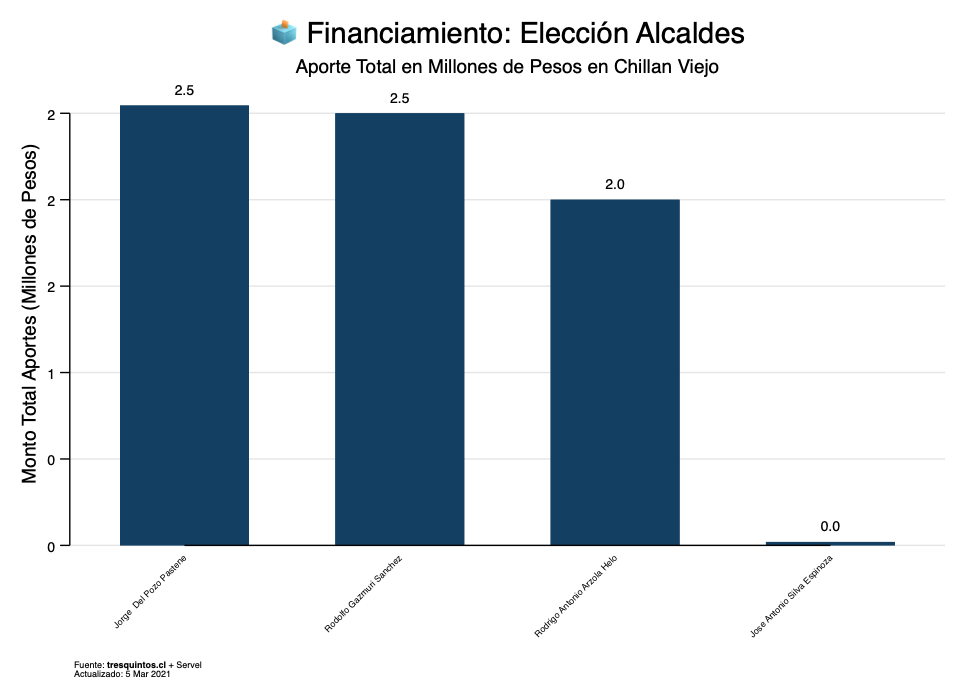 Financiamiento: Elección Alcaldes
Aporte Total en Millones de Pesos en Chillan Viejo
Monto Total Aportes (Millones de Pesos)
2
2
2
1
0
0
2.5
2.5
2.0
0.0
Jorge Del Pozo Pastene
Rodolfo Gazmuri Sanchez
Rodrigo Antonio Arzola Helo
Jose Antonio Silva Espinoza
Fuente: tresquintos.cl + Servel
Actualizado: 5 Mar 2021